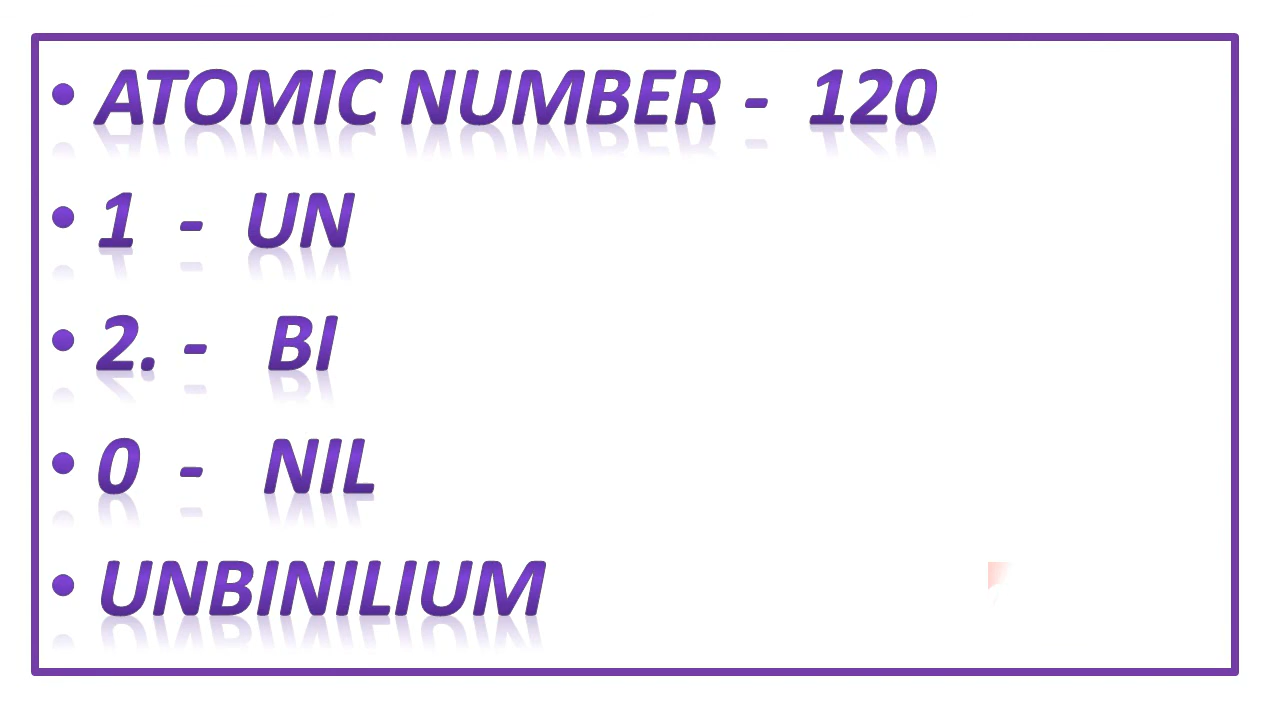 • ATOMIC NUMBER - 120
• 1 - UN
• 2. - BI
• 0 - NIL
• UNBINILIUM